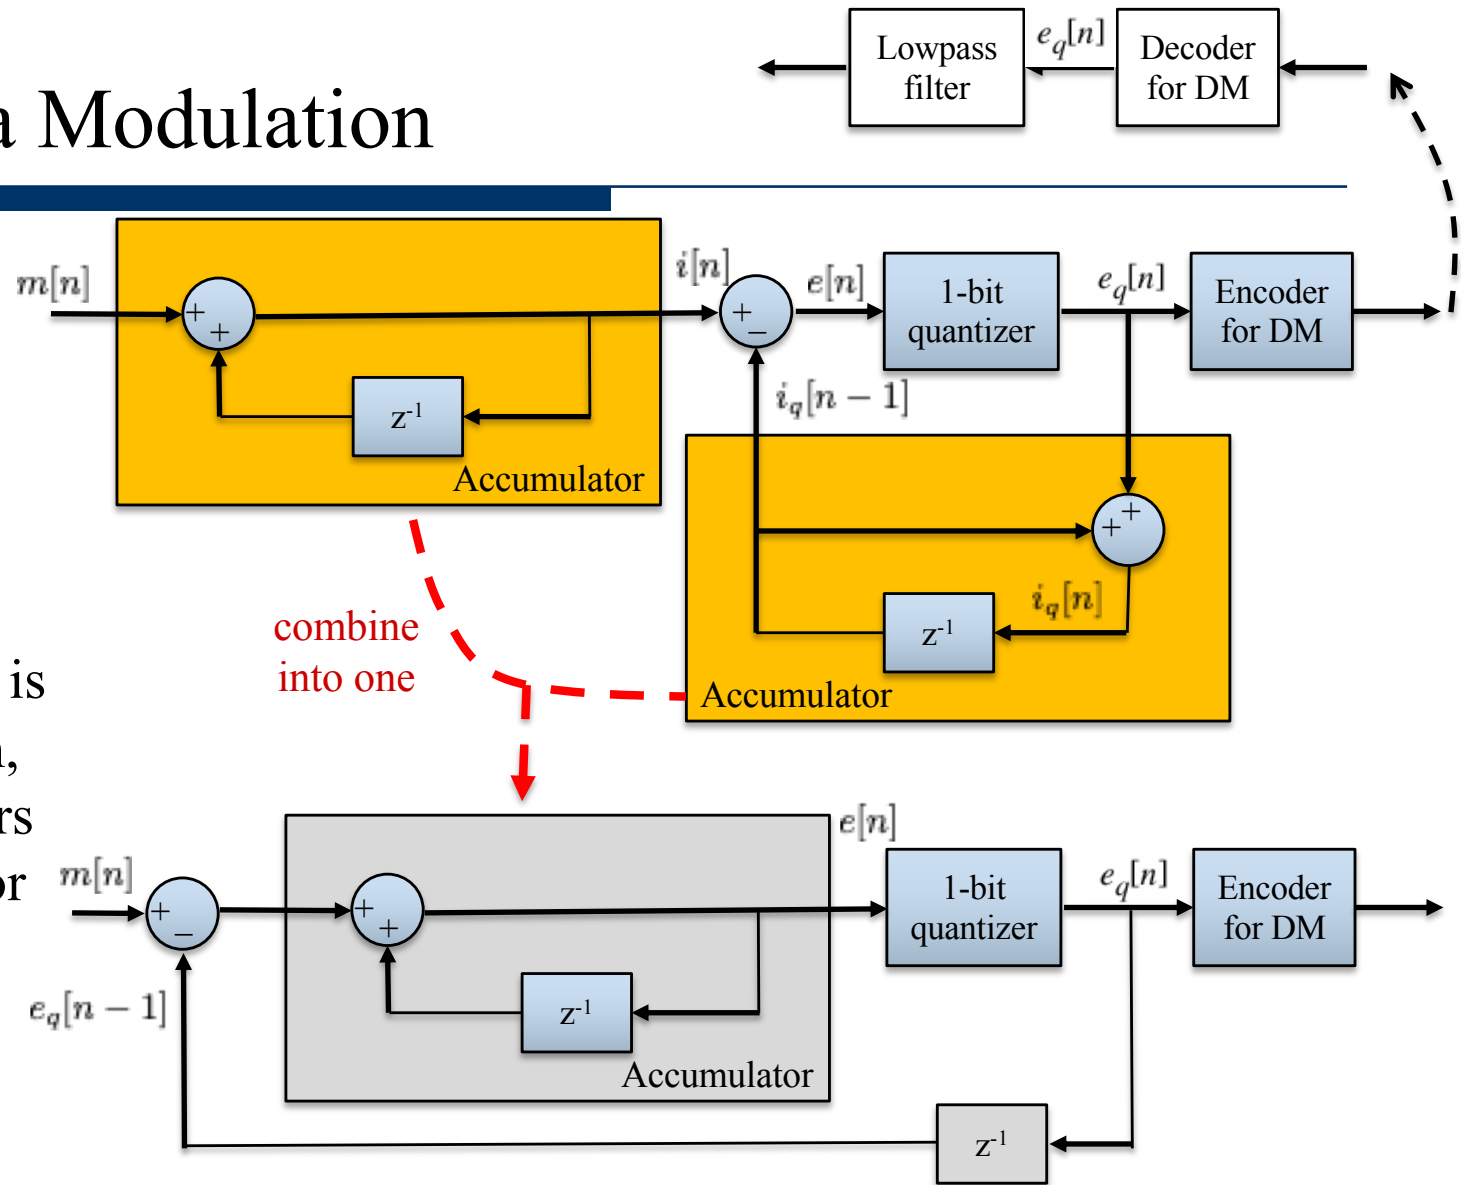 a Modulation
Lowpass
filter
e_q[n]
Decoder
for DM
m[n]
+
+
z⁻¹
Accumulator
i[n]
+
−
e[n]
1-bit
quantizer
e_q[n]
Encoder
for DM
i_q[n − 1]
+
+
i_q[n]
z⁻¹
Accumulator
combine
into one
is
,
rs
or
m[n]
+
−
e_q[n − 1]
+
+
z⁻¹
Accumulator
e[n]
1-bit
quantizer
e_q[n]
Encoder
for DM
z⁻¹